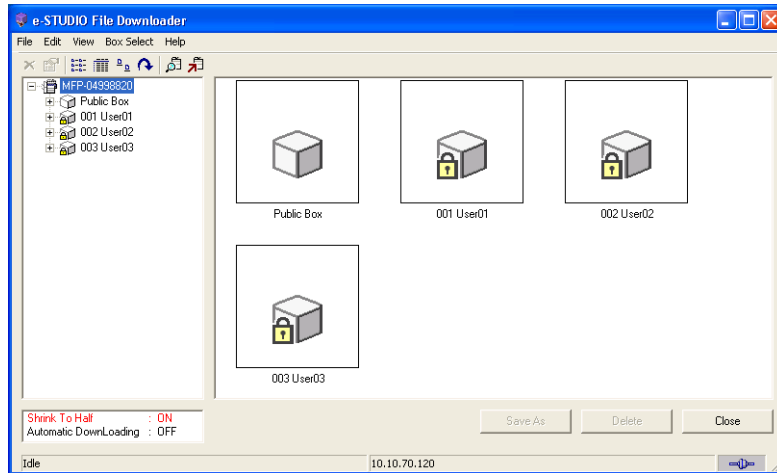 e-STUDIO File Downloader
File Edit View Box Select Help
MFP-04998820
Public Box
001 User01
002 User02
003 User03
Public Box
001 User01
002 User02
003 User03
Shrink To Half : ON
Automatic DownLoading : OFF
Save As
Delete
Close
Idle
10.10.70.120